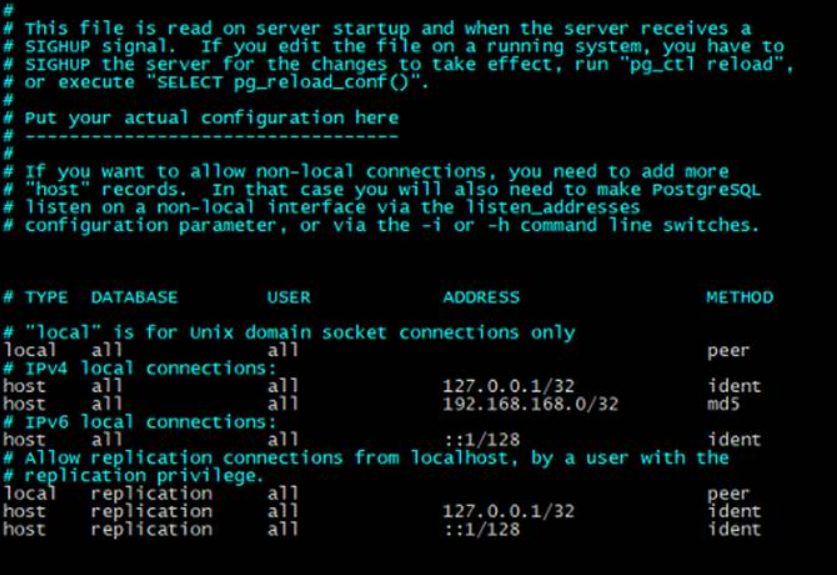 #
# This file is read on server startup and when the server receives a
# SIGHUP signal.  If you edit the file on a running system, you have to
# SIGHUP the server for the changes to take effect, run "pg_ctl reload",
# or execute "SELECT pg_reload_conf()".
#
# Put your actual configuration here
# ----------------------------------
#
# If you want to allow non-local connections, you need to add more
# "host" records.  In that case you will also need to make PostgreSQL
# listen on a non-local interface via the listen_addresses
# configuration parameter, or via the -i or -h command line switches.
# TYPE  DATABASE        USER            ADDRESS                 METHOD
# "local" is for Unix domain socket connections only
local   all             all                                     peer
# IPv4 local connections:
host    all             all             127.0.0.1/32            ident
host    all             all             192.168.168.0/32        md5
# IPv6 local connections:
host    all             all             ::1/128                 ident
# Allow replication connections from localhost, by a user with the
# replication privilege.
local   replication     all                                     peer
host    replication     all             127.0.0.1/32            ident
host    replication     all             ::1/128                 ident